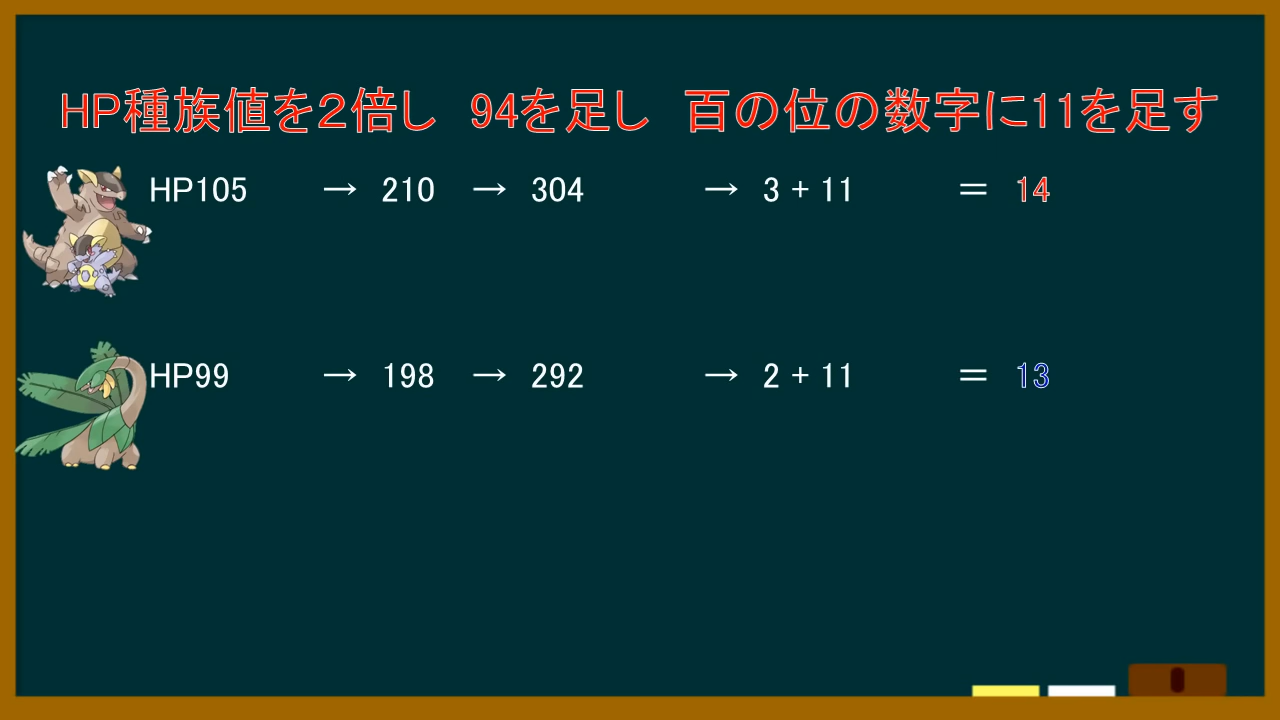 HP種族値を２倍し　94を足し　百の位の数字に11を足す
HP105 → 210 → 304 → 3 + 11 ＝ 14
HP99 → 198 → 292 → 2 + 11 ＝ 13